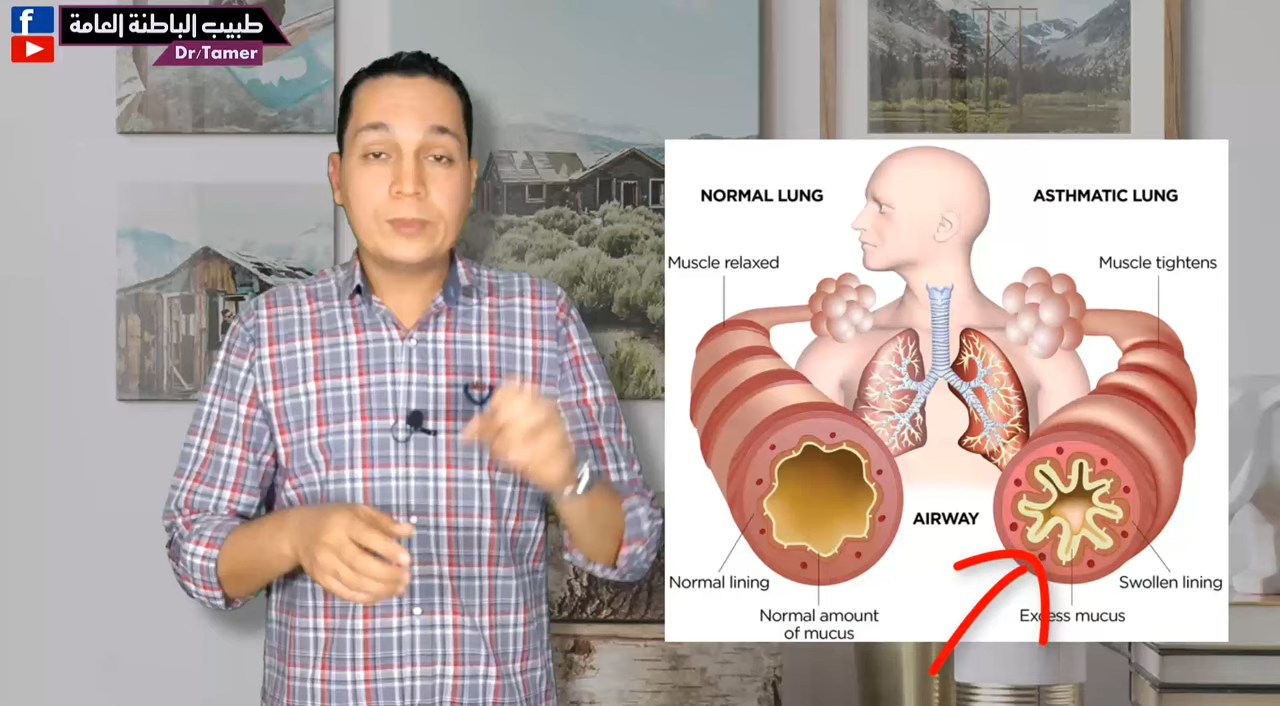 f
طبيب الباطنة العامة
Dr/Tamer
NORMAL LUNG
ASTHMATIC LUNG
Muscle relaxed
Muscle tightens
AIRWAY
Normal lining
Swollen lining
Normal amount
of mucus
Excess mucus